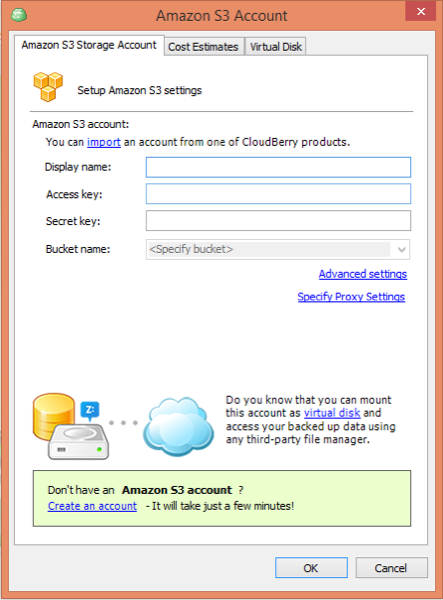 Amazon S3 Account
Amazon S3 Storage Account
Cost Estimates
Virtual Disk
Setup Amazon S3 settings
Amazon S3 account:
You can import an account from one of CloudBerry products.
Display name:
Access key:
Secret key:
Bucket name:
<Specify bucket>
Advanced settings
Specify Proxy Settings
Z:
Do you know that you can mount
this account as virtual disk and
access your backed up data using
any third-party file manager.
Don't have an Amazon S3 account ?
Create an account - It will take just a few minutes!
OK
Cancel